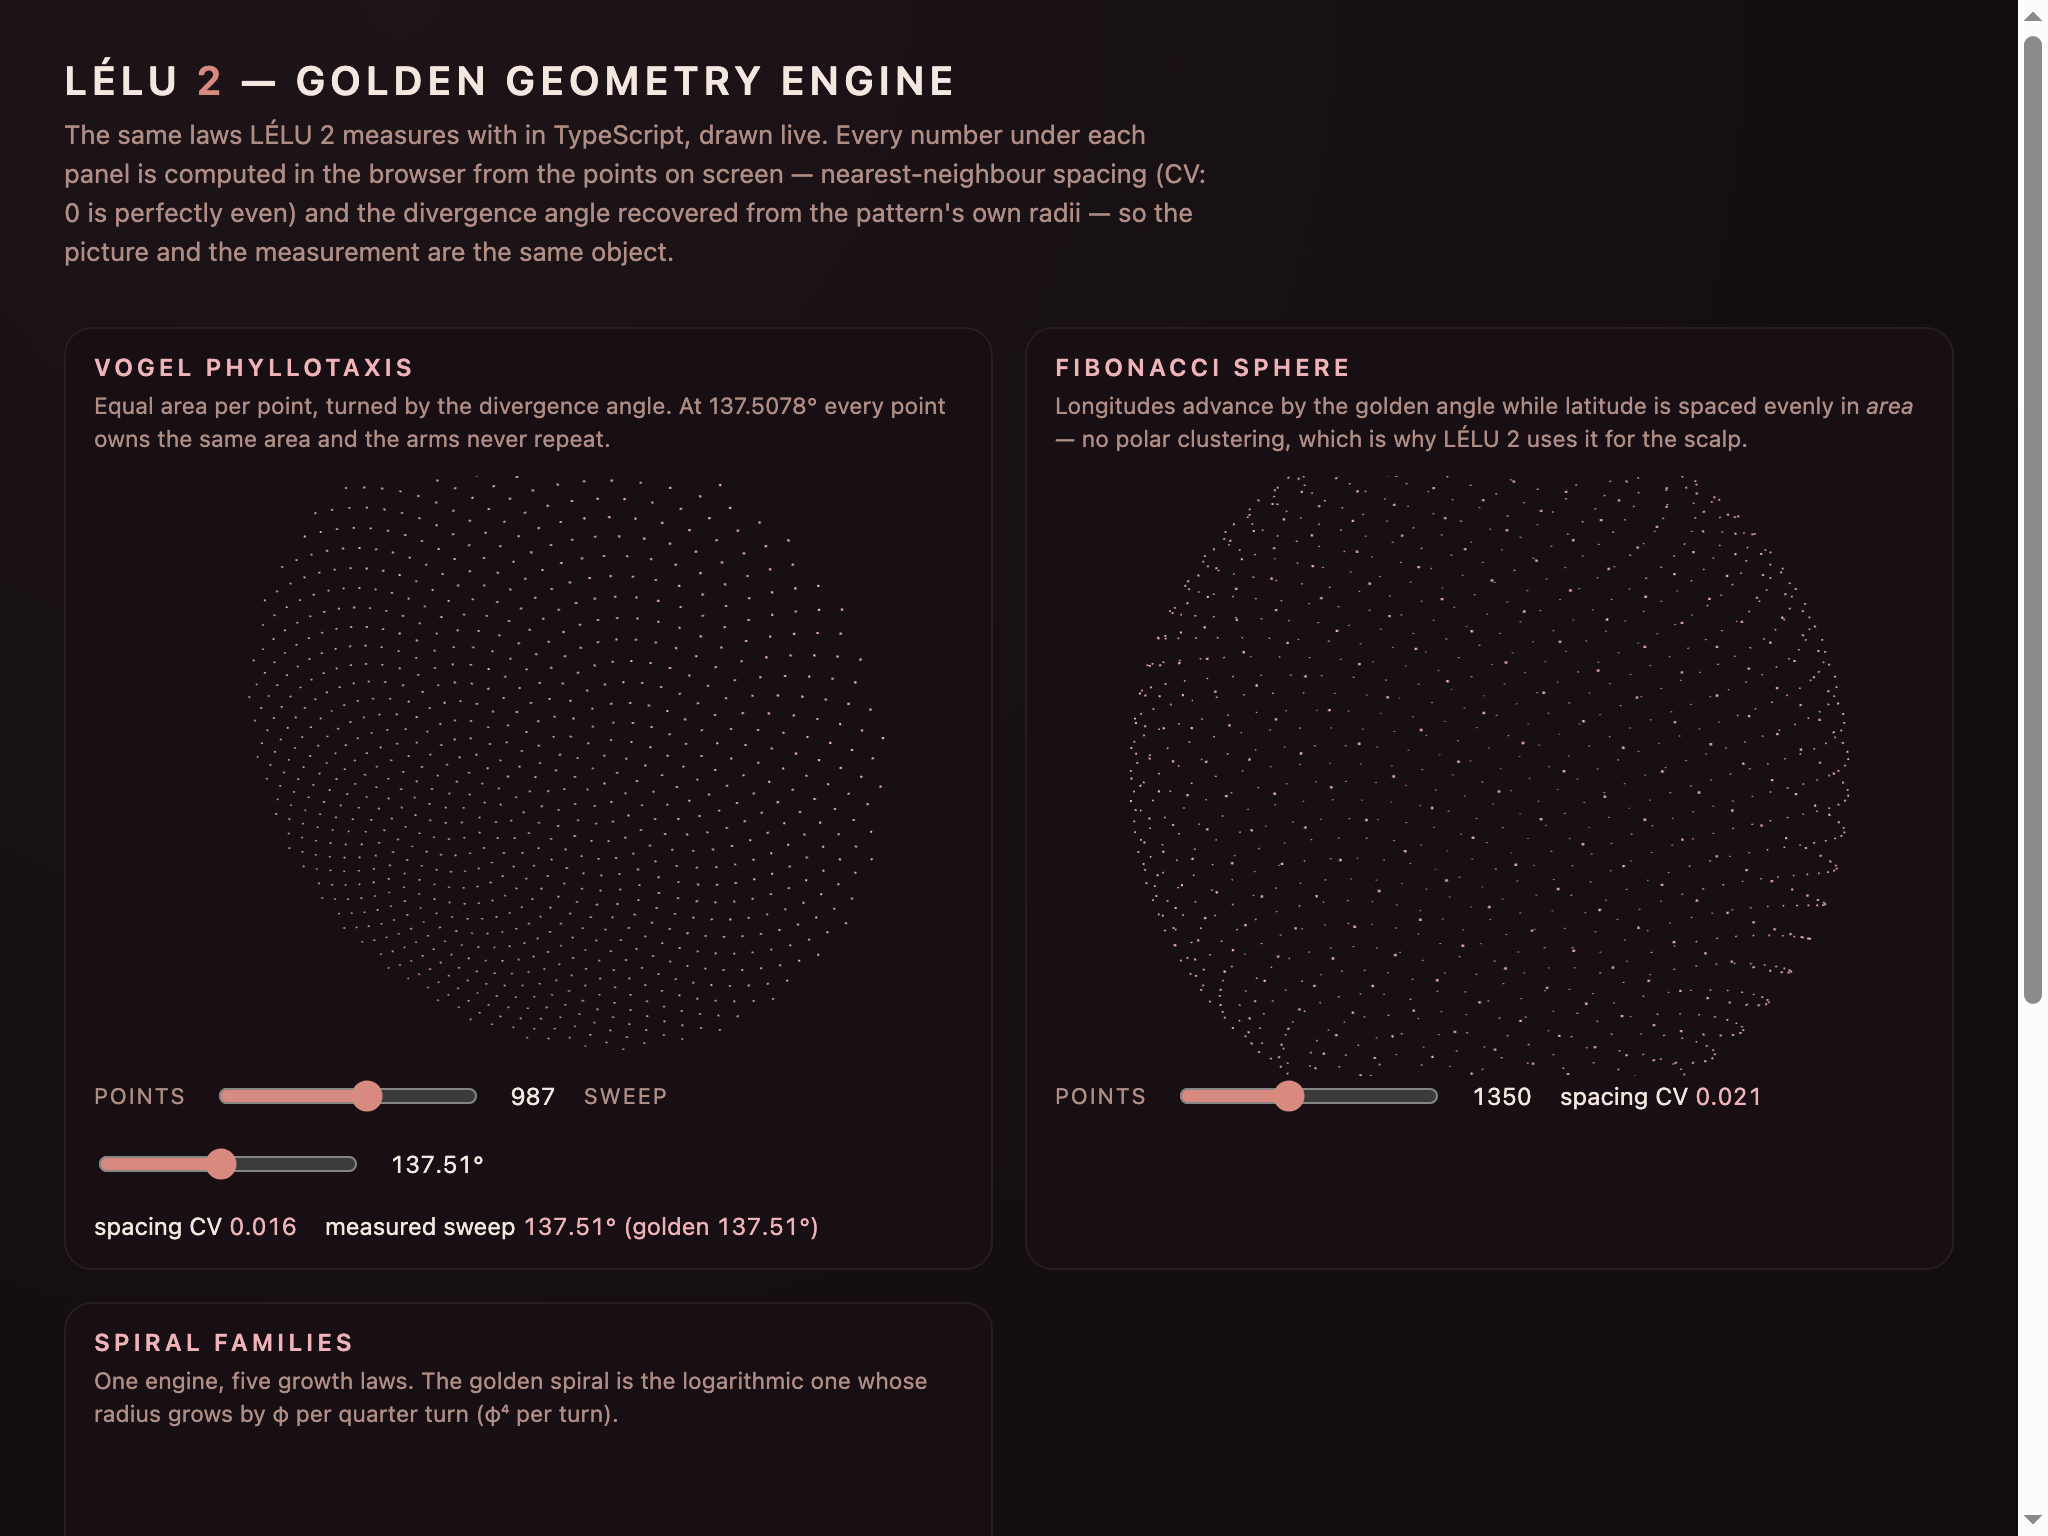 LÉLU 2 — GOLDEN GEOMETRY ENGINE
The same laws LÉLU 2 measures with in TypeScript, drawn live. Every number under each
panel is computed in the browser from the points on screen — nearest-neighbour spacing (CV:
0 is perfectly even) and the divergence angle recovered from the pattern's own radii — so the
picture and the measurement are the same object.
VOGEL PHYLLOTAXIS
Equal area per point, turned by the divergence angle. At 137.5078° every point
owns the same area and the arms never repeat.
POINTS 987 SWEEP
137.51°
spacing CV 0.016 measured sweep 137.51° (golden 137.51°)
FIBONACCI SPHERE
Longitudes advance by the golden angle while latitude is spaced evenly in area
— no polar clustering, which is why LÉLU 2 uses it for the scalp.
POINTS 1350 spacing CV 0.021
SPIRAL FAMILIES
One engine, five growth laws. The golden spiral is the logarithmic one whose
radius grows by ϕ per quarter turn (ϕ⁴ per turn).